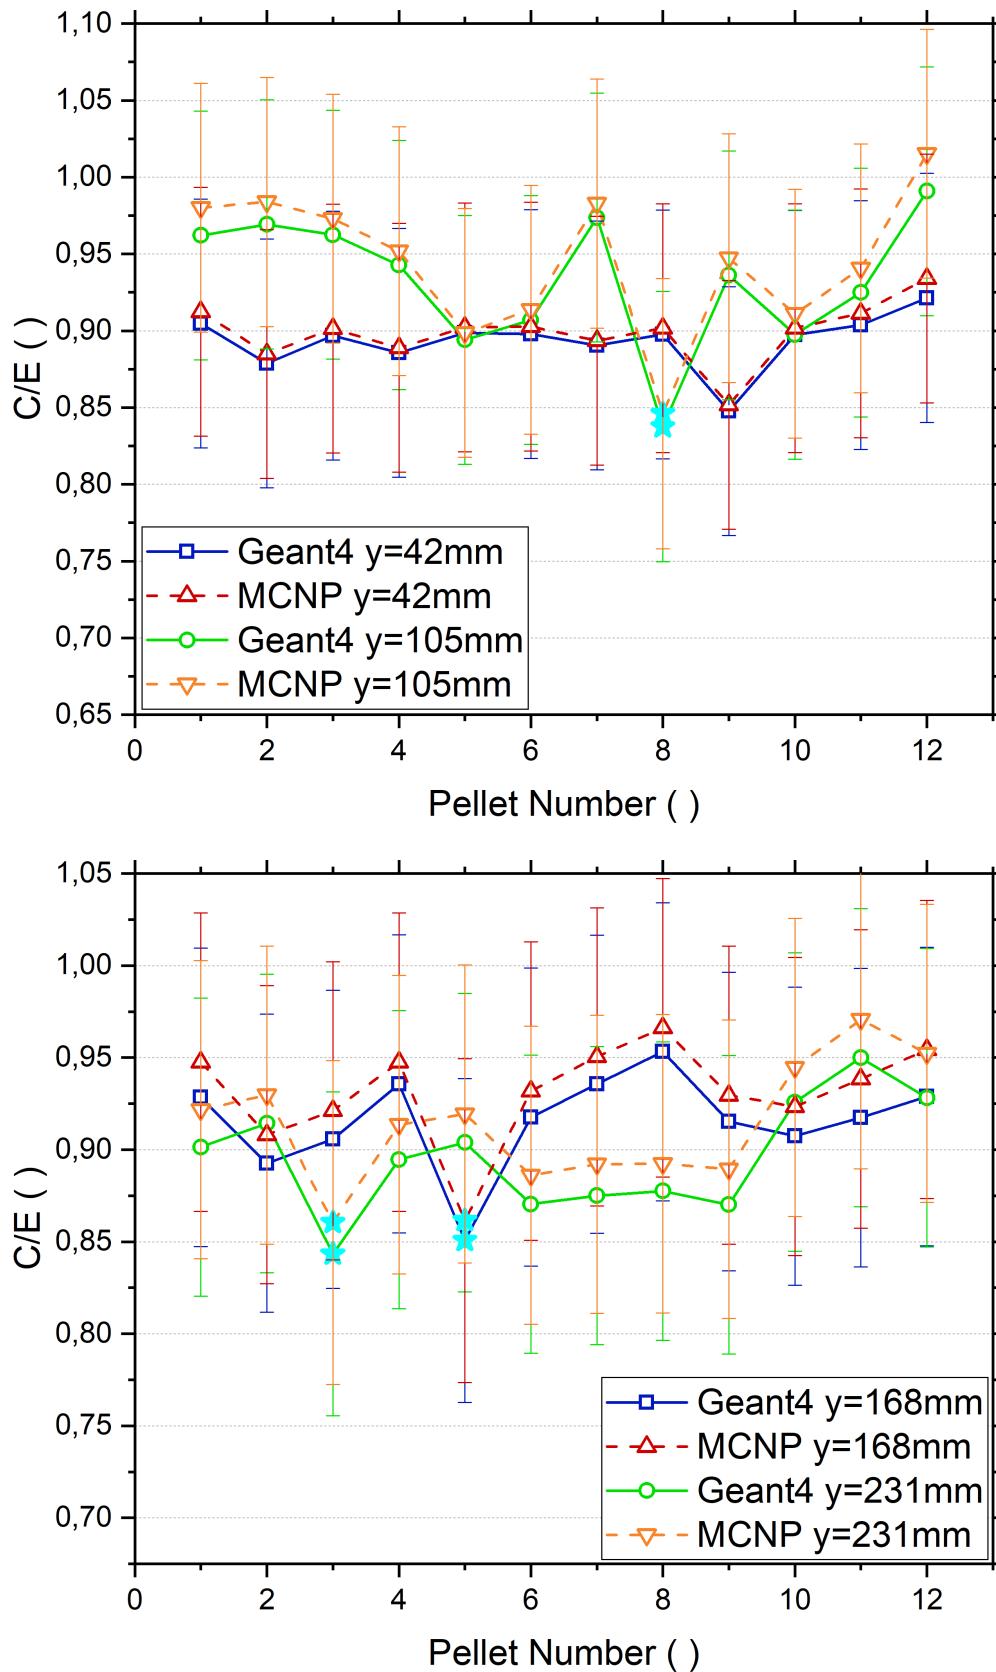 1,10
1,05
1,00
0,95
0,90
0,85
0,80
0,75
0,70
0,65
C/E ( )
Geant4 y=42mm
MCNP y=42mm
Geant4 y=105mm
MCNP y=105mm
0 2 4 6 8 10 12
Pellet Number ( )
1,05
1,00
0,95
0,90
0,85
0,80
0,75
0,70
C/E ( )
Geant4 y=168mm
MCNP y=168mm
Geant4 y=231mm
MCNP y=231mm
0 2 4 6 8 10 12
Pellet Number ( )